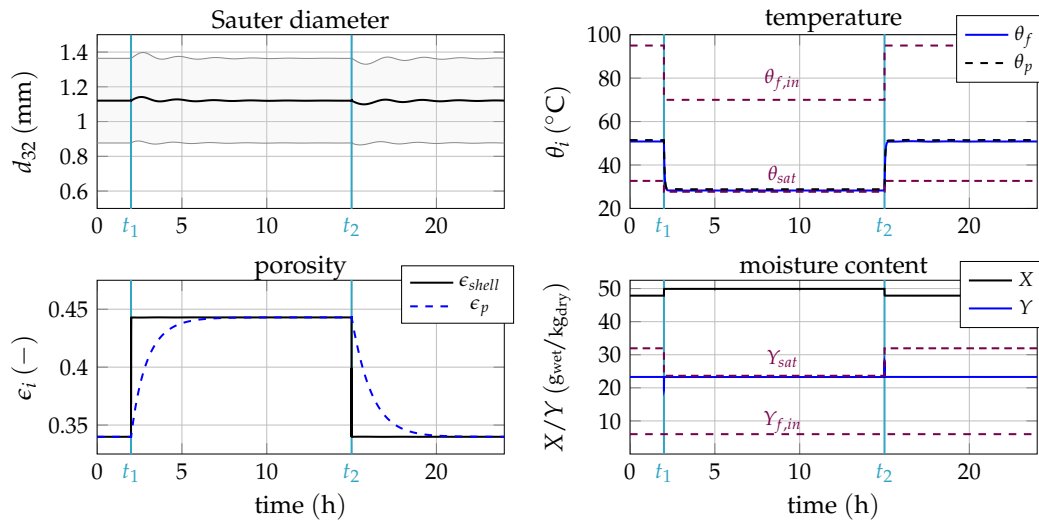 Sauter diameter
d32 (mm)
1.4
1.2
1
0.8
0.6
0
5
10
20
t1
t2
temperature
θi (°C)
100
80
60
40
20
θf
θp
θf,in
θsat
0
5
10
20
t1
t2
porosity
ϵi (−)
0.45
0.4
0.35
ϵshell
ϵp
0
5
10
20
t1
t2
time (h)
moisture content
X/Y (gwet/kgdry)
50
40
30
20
10
X
Y
Ysat
Yf,in
0
5
10
20
t1
t2
time (h)